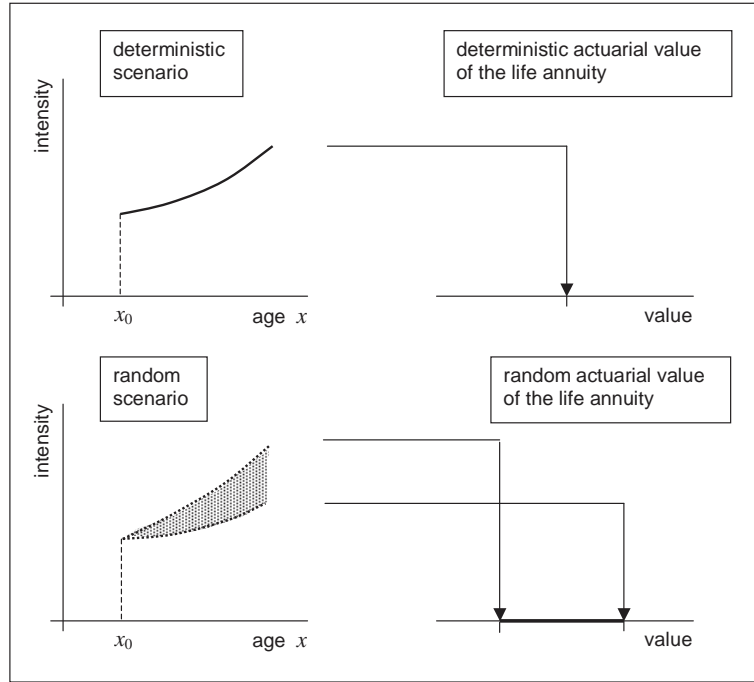 deterministic
scenario
deterministic actuarial value
of the life annuity
intensity
x0
age x
value
random
scenario
random actuarial value
of the life annuity
intensity
x0
age x
value